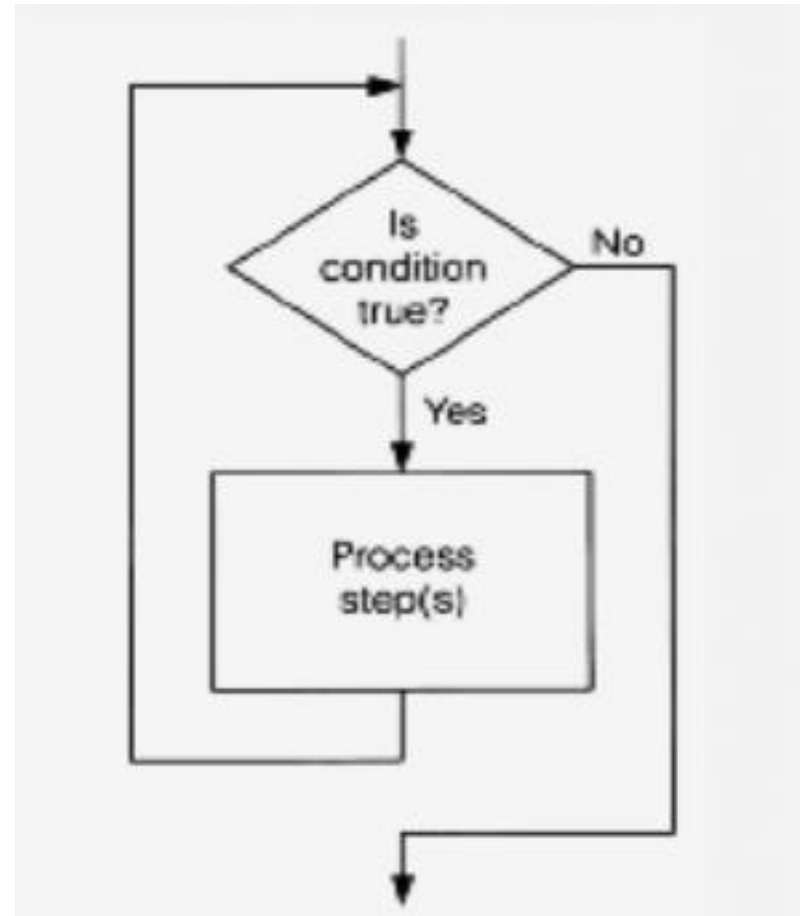 Is
condition
true?
No
Yes
Process
step(s)